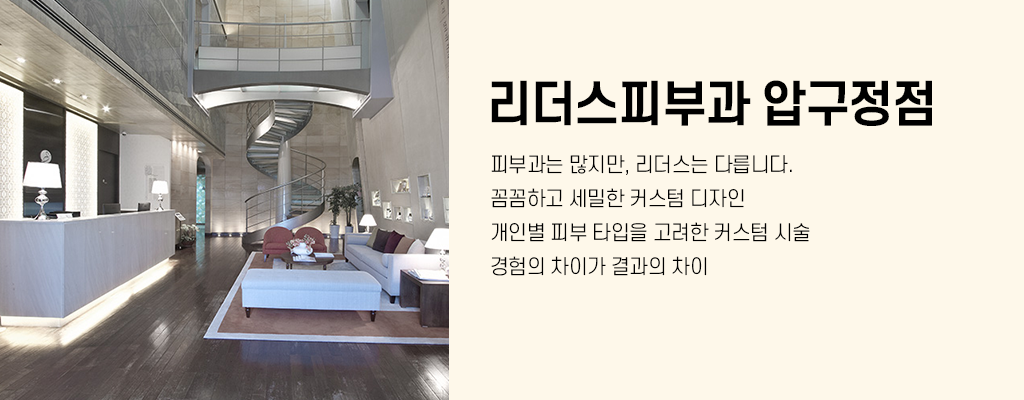 리더스피부과 압구정점
피부과는 많지만, 리더스는 다릅니다.
꼼꼼하고 세밀한 커스텀 디자인
개인별 피부 타입을 고려한 커스텀 시술
경험의 차이가 결과의 차이